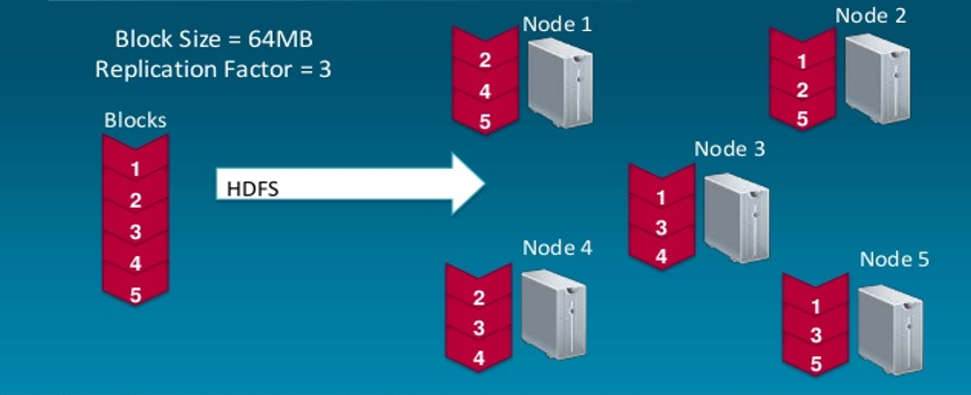 Block Size = 64MB
Replication Factor = 3
Blocks
1
2
3
4
5
HDFS
Node 1
2
4
5
Node 2
1
2
5
Node 3
1
3
4
Node 4
2
3
4
Node 5
1
3
5